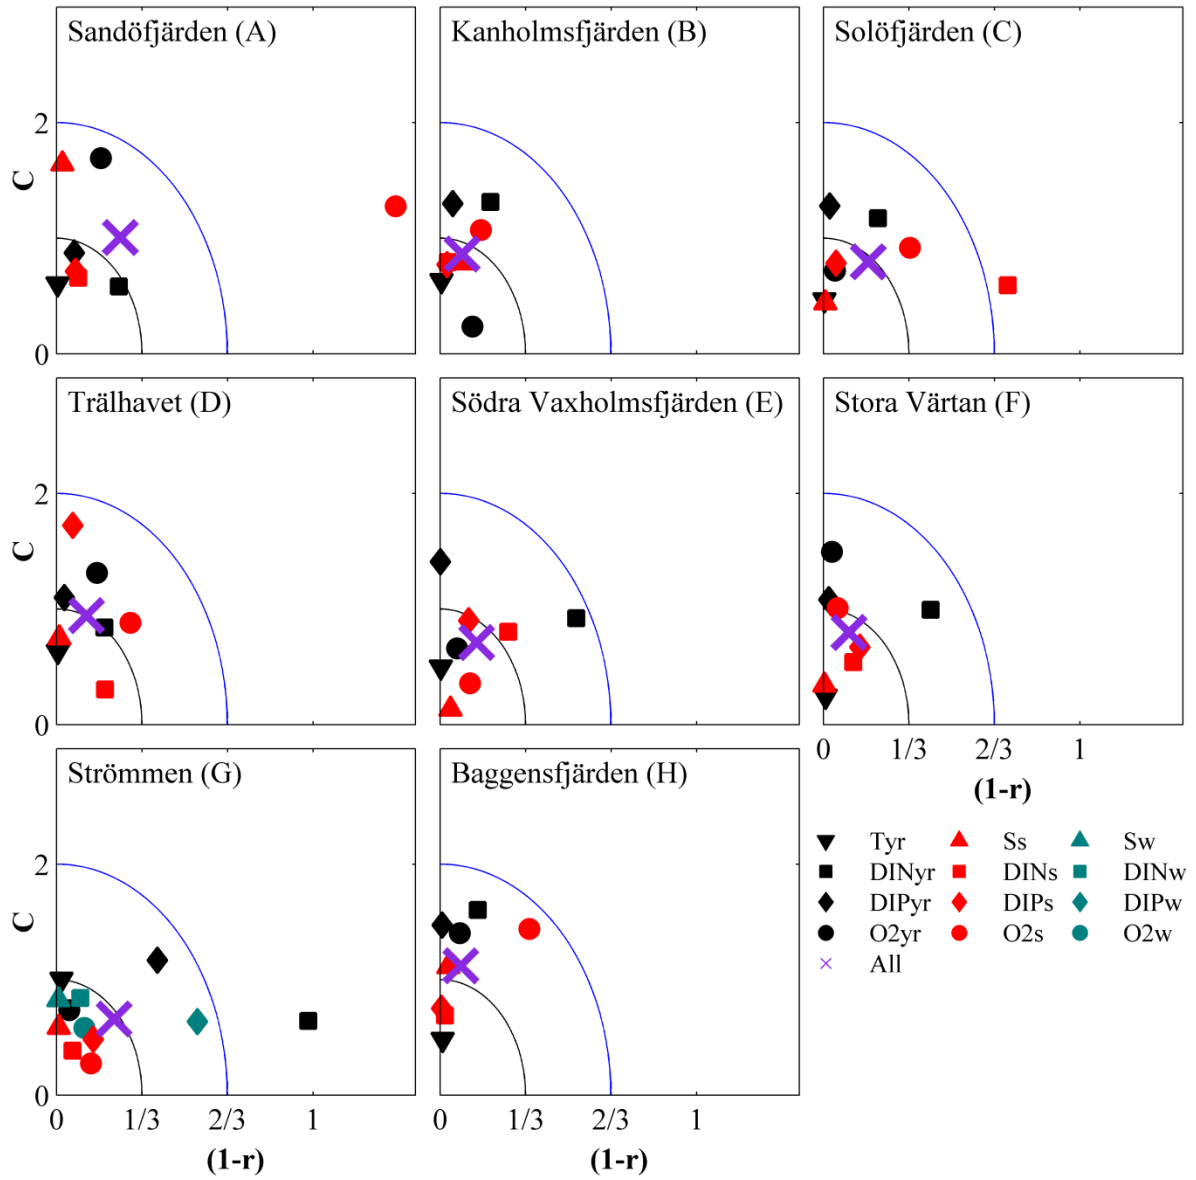 Sandöfjärden (A)
Kanholmsfjärden (B)
Solöfjärden (C)
2
C
0
Trälhavet (D)
Södra Vaxholmsfjärden (E)
Stora Värtan (F)
2
C
0
0 1/3 2/3 1
(1-r)
Strömmen (G)
Baggensfjärden (H)
Tyr Ss Sw
DINyr DINs DINw
DIPyr DIPs DIPw
O2yr O2s O2w
All
2
C
0
0 1/3 2/3 1
0 1/3 2/3 1
(1-r)
(1-r)